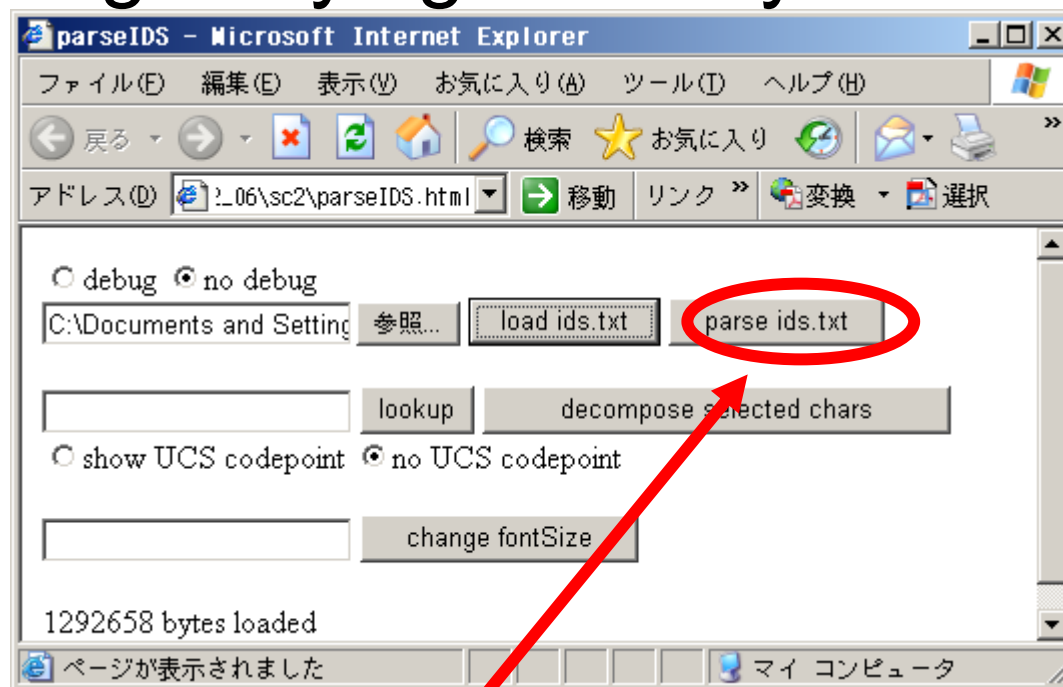 parseIDS - Microsoft Internet Explorer
ファイル(F) 編集(E) 表示(V) お気に入り(A) ツール(T) ヘルプ(H)
戻る 検索 お気に入り »
アドレス(D) 2_06\sc2\parseIDS.html 移動 リンク » 変換 選択
debug no debug
C:\Documents and Setting 参照... load ids.txt parse ids.txt
lookup decompose selected chars
show UCS codepoint no UCS codepoint
change fontSize
1292658 bytes loaded
ページが表示されました マイ コンピュータ